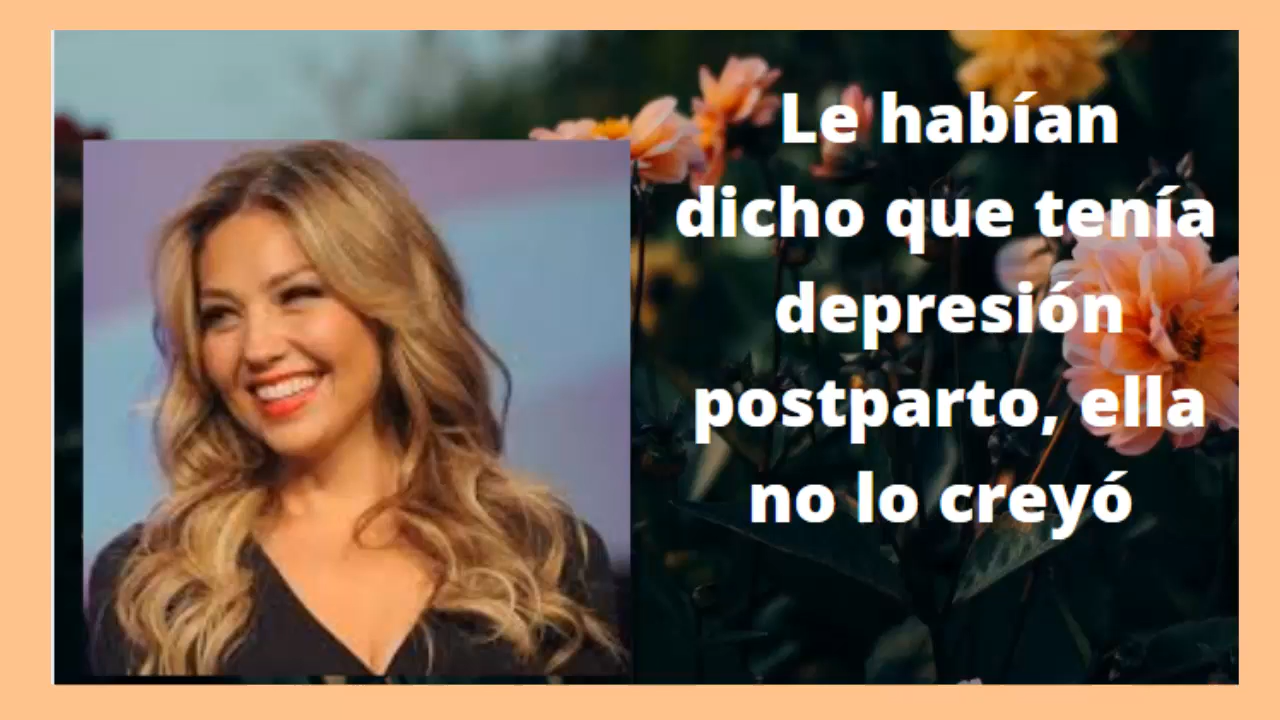 Le habían
dicho que tenía
depresión
postparto, ella
no lo creyó